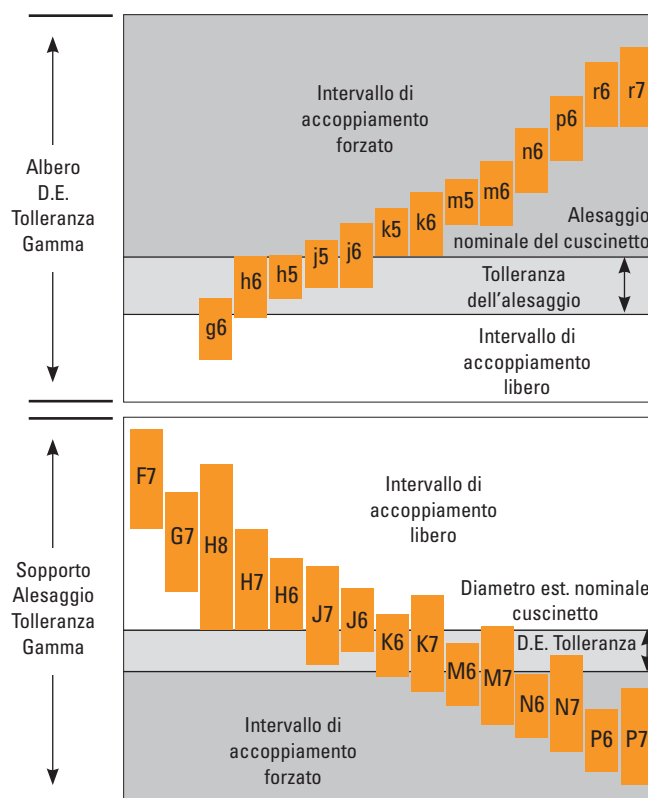 Intervallo di
accoppiamento
forzato
Albero
D.E.
Tolleranza
Gamma
g6
h6
h5
j5
j6
k5
k6
m5
m6
n6
p6
r6
r7
Alesaggio
nominale del cuscinetto
Tolleranza
dell'alesaggio
Intervallo di
accoppiamento
libero
Sopporto
Alesaggio
Tolleranza
Gamma
F7
G7
H8
H7
H6
J7
J6
K6
K7
M6
M7
N6
N7
P6
P7
Intervallo di
accoppiamento
libero
Diametro est. nominale
cuscinetto
D.E. Tolleranza
Intervallo di
accoppiamento
forzato